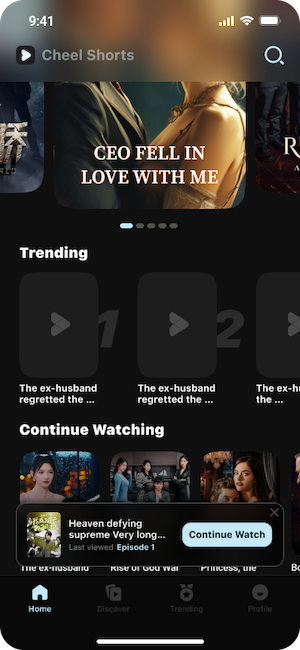 9:41
Cheel Shorts
CEO FELL IN
LOVE WITH ME
R
Trending
1
2
The ex-husband
regretted the ...
The ex-husband
regretted the ...
The ex-h
the ...
Continue Watching
Heaven defying
supreme Very long...
Last viewed Episode 1
Continue Watch
The ex-husband
Rise of God War
Princess, the
Bo
Home
Discover
Trending
Profile